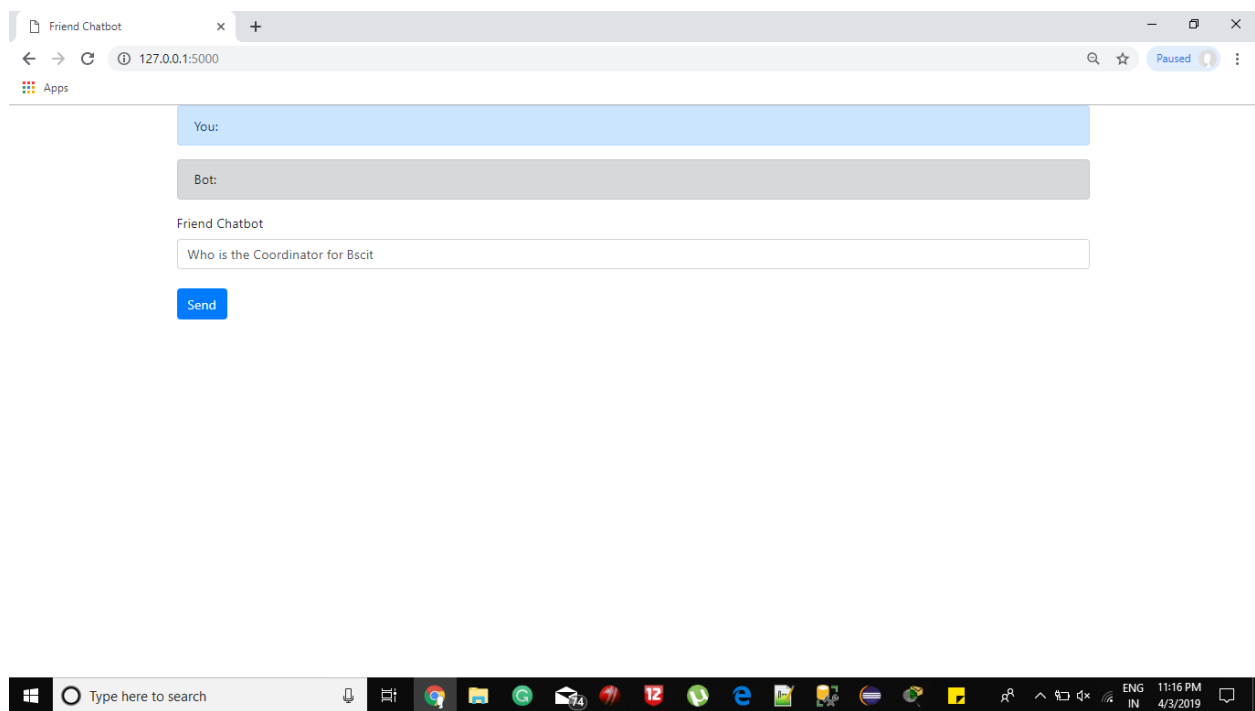 Friend Chatbot
127.0.0.1:5000
Paused
Apps
You:
Bot:
Friend Chatbot
Who is the Coordinator for Bscit
Send
Type here to search
74
12
ENG
IN
11:16 PM
4/3/2019